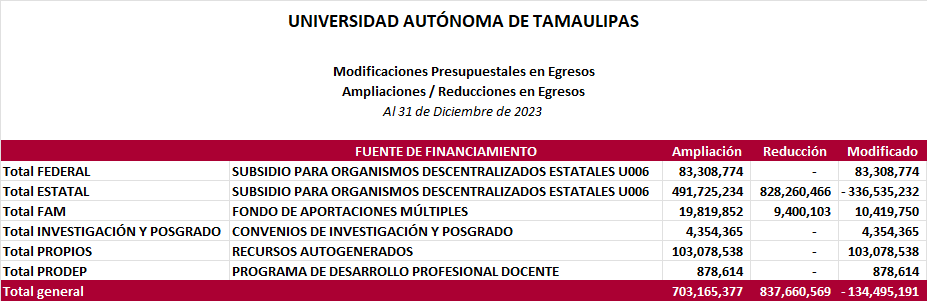 UNIVERSIDAD AUTÓNOMA DE TAMAULIPAS
Modificaciones Presupuestales en Egresos
Ampliaciones / Reducciones en Egresos
Al 31 de Diciembre de 2023
FUENTE DE FINANCIAMIENTO Ampliación Reducción Modificado
Total FEDERAL SUBSIDIO PARA ORGANISMOS DESCENTRALIZADOS ESTATALES U006 83,308,774 - 83,308,774
Total ESTATAL SUBSIDIO PARA ORGANISMOS DESCENTRALIZADOS ESTATALES U006 491,725,234 828,260,466 - 336,535,232
Total FAM FONDO DE APORTACIONES MÚLTIPLES 19,819,852 9,400,103 10,419,750
Total INVESTIGACIÓN Y POSGRADO CONVENIOS DE INVESTIGACIÓN Y POSGRADO 4,354,365 - 4,354,365
Total PROPIOS RECURSOS AUTOGENERADOS 103,078,538 - 103,078,538
Total PRODEP PROGRAMA DE DESARROLLO PROFESIONAL DOCENTE 878,614 - 878,614
Total general 703,165,377 837,660,569 - 134,495,191